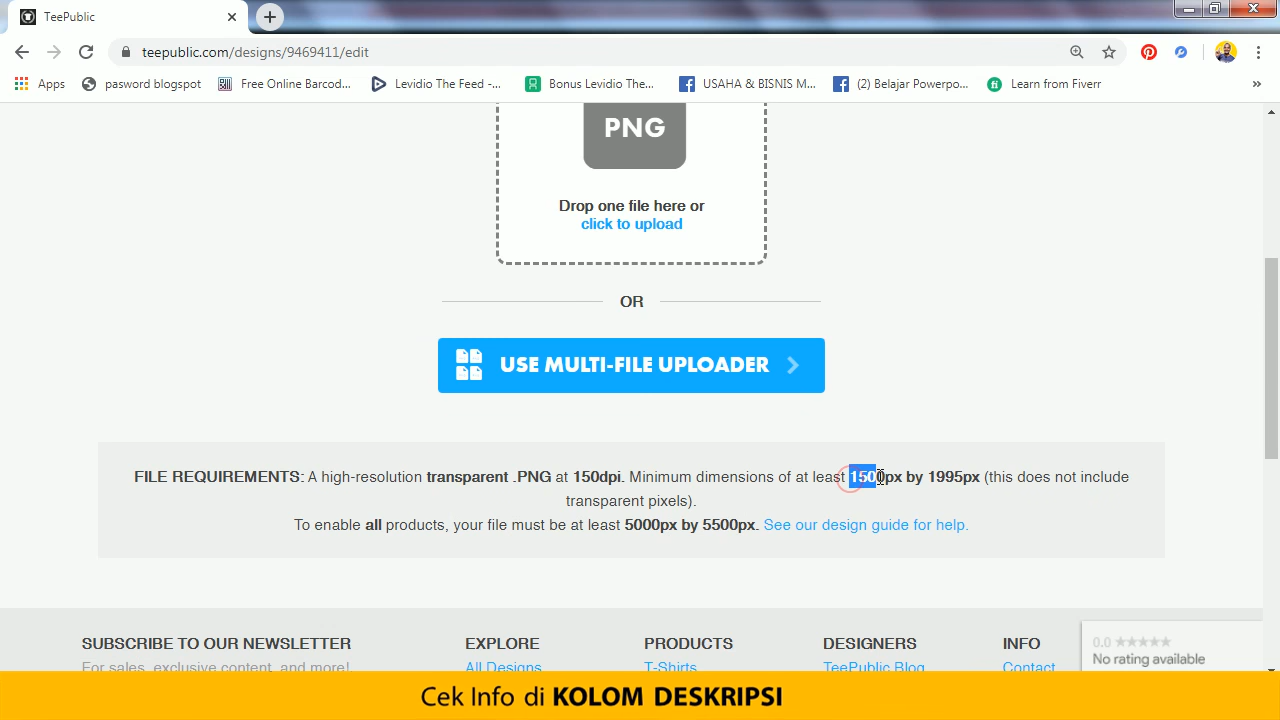 TeePublic
teepublic.com/designs/9469411/edit
Apps
pasword blogspot
Free Online Barcod...
Levidio The Feed -...
Bonus Levidio The...
USAHA & BISNIS M...
(2) Belajar Powerpo...
Learn from Fiverr
»
PNG
Drop one file here or
click to upload
OR
USE MULTI-FILE UPLOADER
FILE REQUIREMENTS: A high-resolution transparent .PNG at 150dpi. Minimum dimensions of at least 1500px by 1995px (this does not include
transparent pixels).
To enable all products, your file must be at least 5000px by 5500px. See our design guide for help.
SUBSCRIBE TO OUR NEWSLETTER
EXPLORE
PRODUCTS
DESIGNERS
INFO
0.0 ★★★★★
No rating available
For sales, exclusive content, and more!
All Designs
T-Shirts
TeePublic Blog
Contact
Cek Info di KOLOM DESKRIPSI